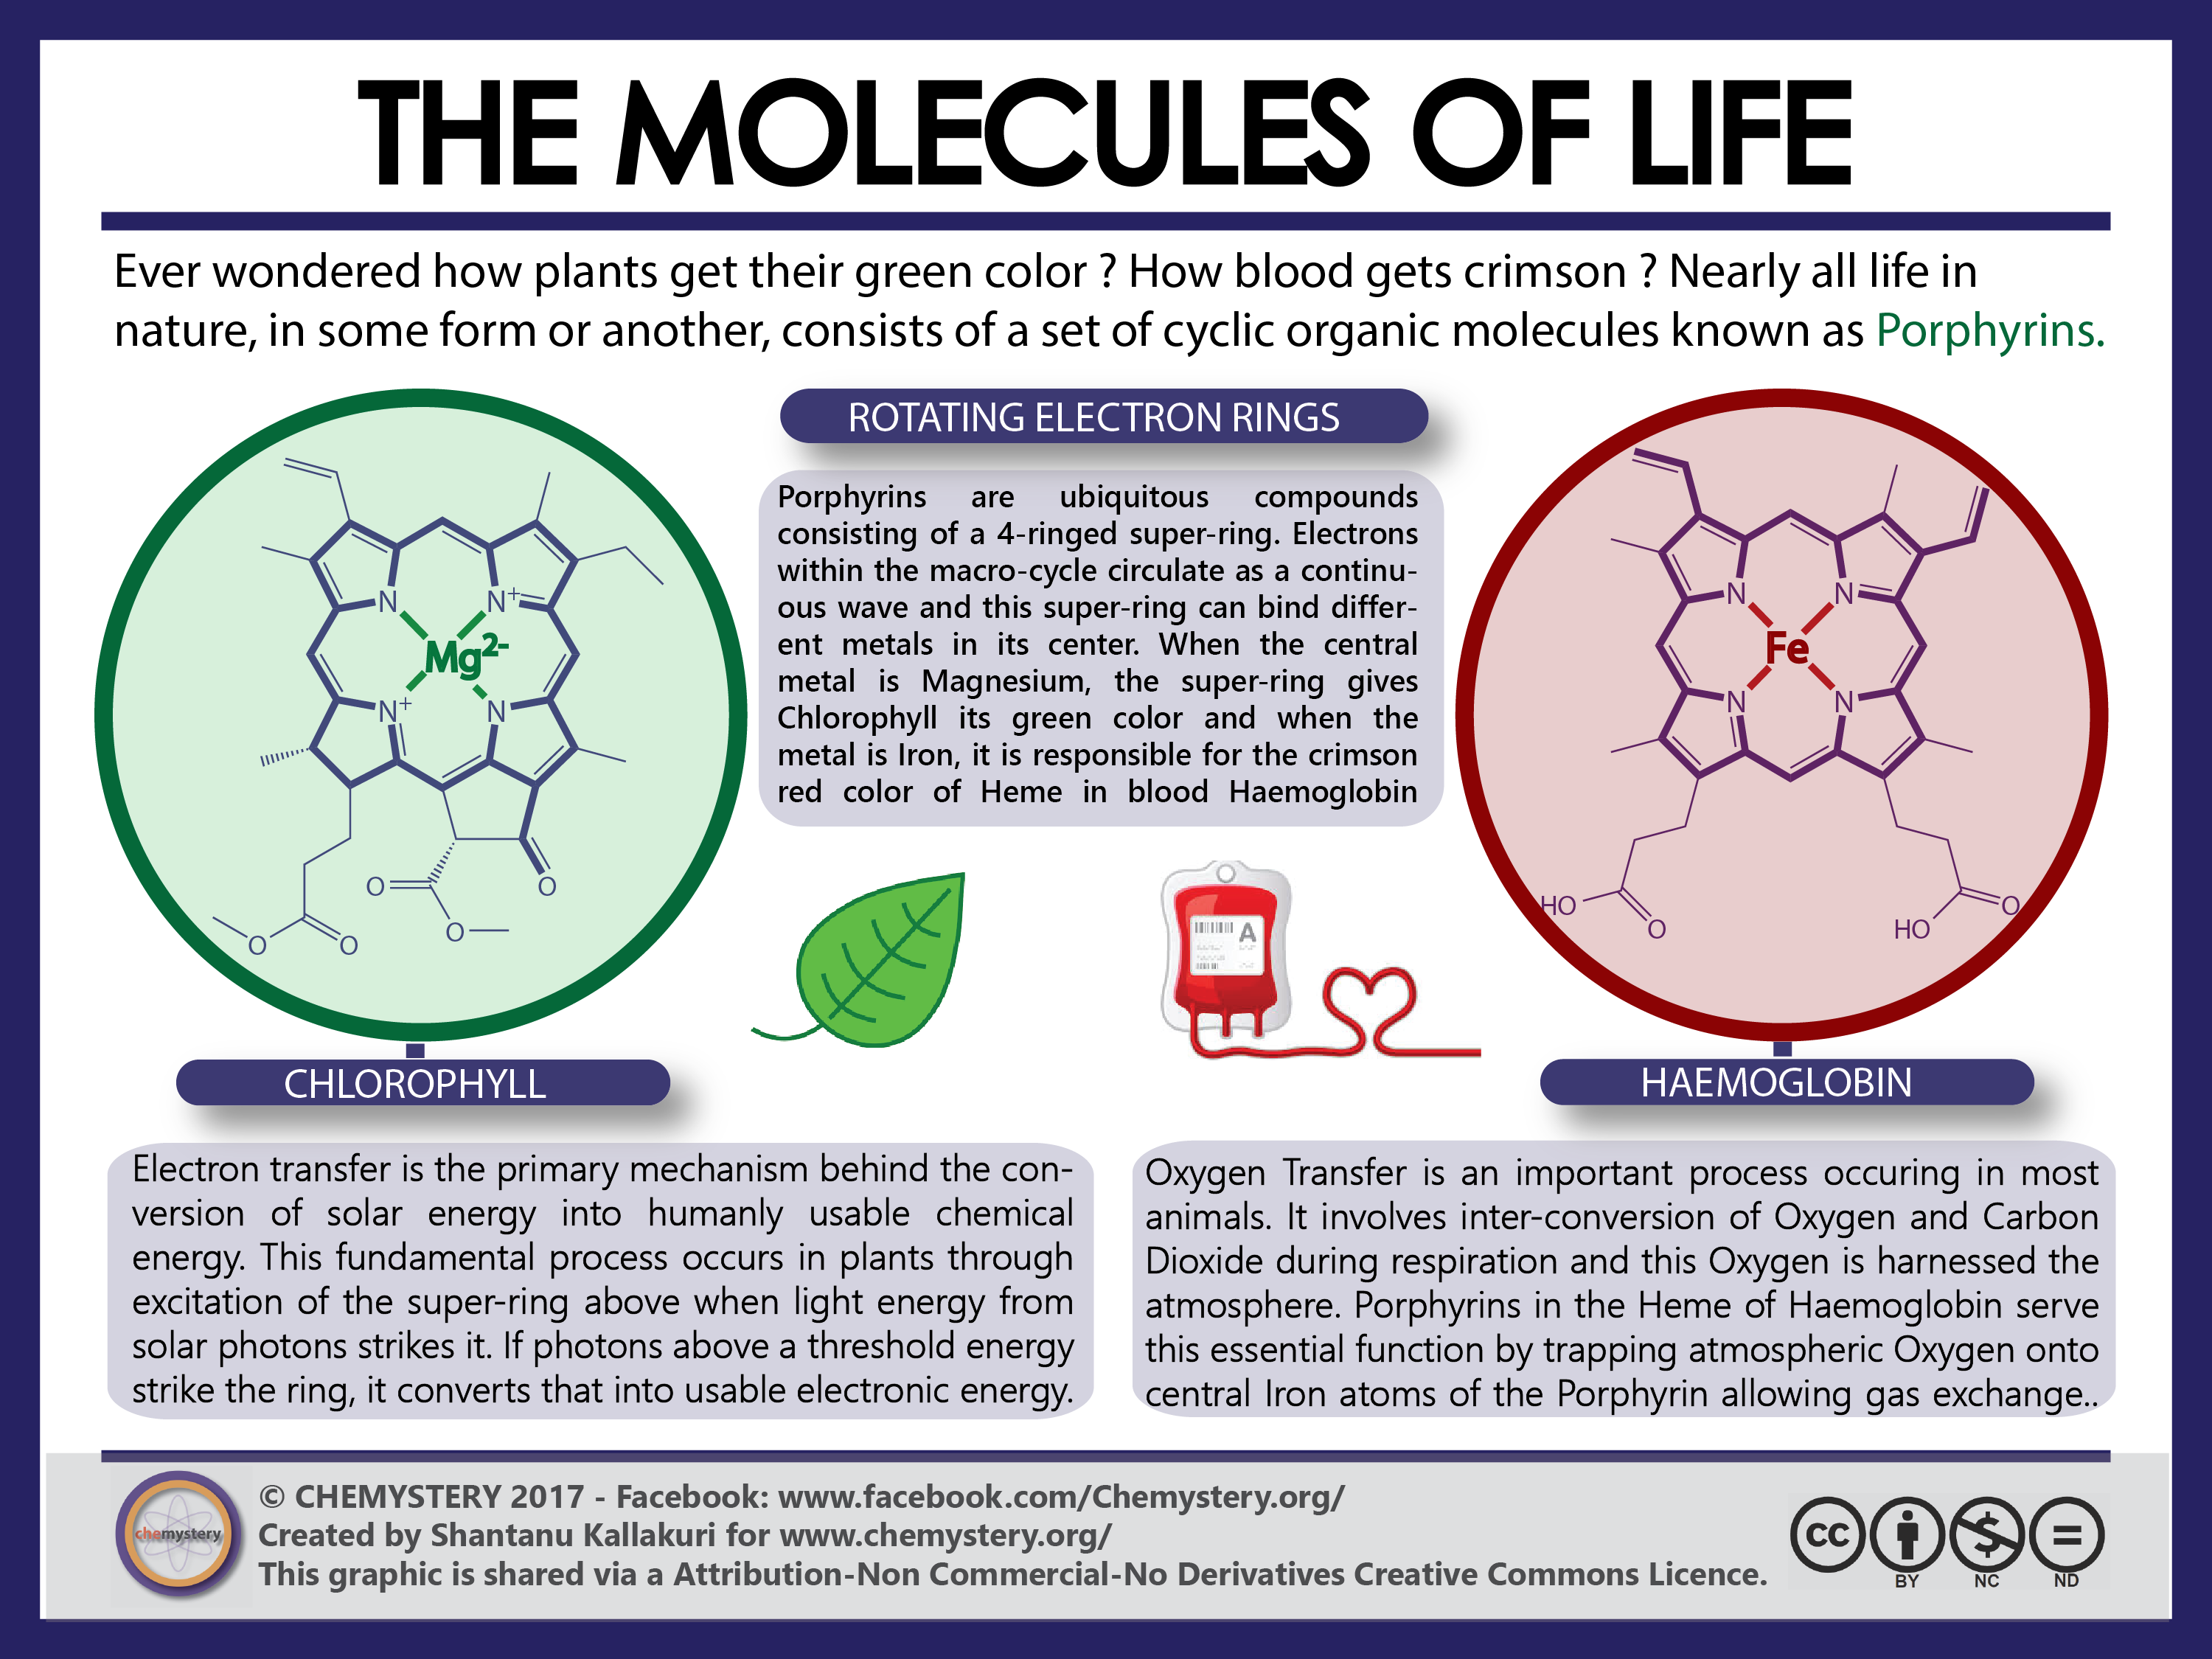 THE MOLECULES OF LIFE
Ever wondered how plants get their green color ? How blood gets crimson ? Nearly all life in
nature, in some form or another, consists of a set of cyclic organic molecules known as Porphyrins.
ROTATING ELECTRON RINGS
Porphyrins are ubiquitous compounds
consisting of a 4-ringed super-ring. Electrons
within the macro-cycle circulate as a continu-
ous wave and this super-ring can bind differ-
ent metals in its center. When the central
metal is Magnesium, the super-ring gives
Chlorophyll its green color and when the
metal is Iron, it is responsible for the crimson
red color of Heme in blood Haemoglobin
N N+
Mg2-
N+ N
O O
O
O O
N N
Fe
N N
HO O
HO O
A
CHLOROPHYLL
HAEMOGLOBIN
Electron transfer is the primary mechanism behind the con-
version of solar energy into humanly usable chemical
energy. This fundamental process occurs in plants through
excitation of the super-ring above when light energy from
solar photons strikes it. If photons above a threshold energy
strike the ring, it converts that into usable electronic energy.
Oxygen Transfer is an important process occuring in most
animals. It involves inter-conversion of Oxygen and Carbon
Dioxide during respiration and this Oxygen is harnessed the
atmosphere. Porphyrins in the Heme of Haemoglobin serve
this essential function by trapping atmospheric Oxygen onto
central Iron atoms of the Porphyrin allowing gas exchange..
chemystery
© CHEMYSTERY 2017 - Facebook: www.facebook.com/Chemystery.org/
Created by Shantanu Kallakuri for www.chemystery.org/
This graphic is shared via a Attribution-Non Commercial-No Derivatives Creative Commons Licence.
cc $ =
BY NC ND